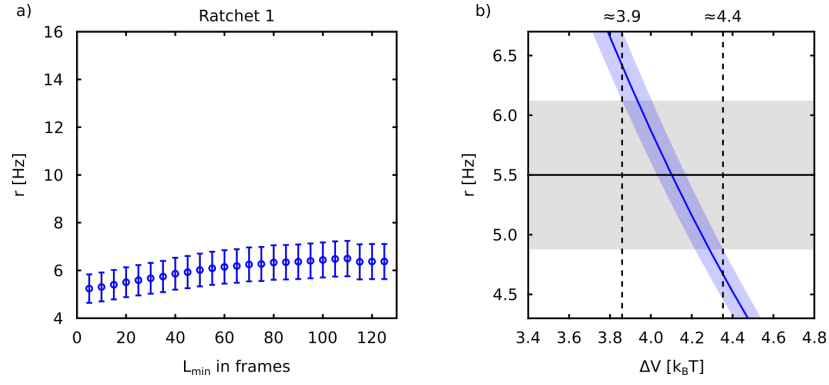 a)
Ratchet 1
r [Hz]
16
14
12
10
8
6
4
0 20 40 60 80 100 120
L_min in frames
b)
≈3.9 ≈4.4
r [Hz]
6.5
6.0
5.5
5.0
4.5
3.4 3.6 3.8 4.0 4.2 4.4 4.6 4.8
ΔV [k_BT]